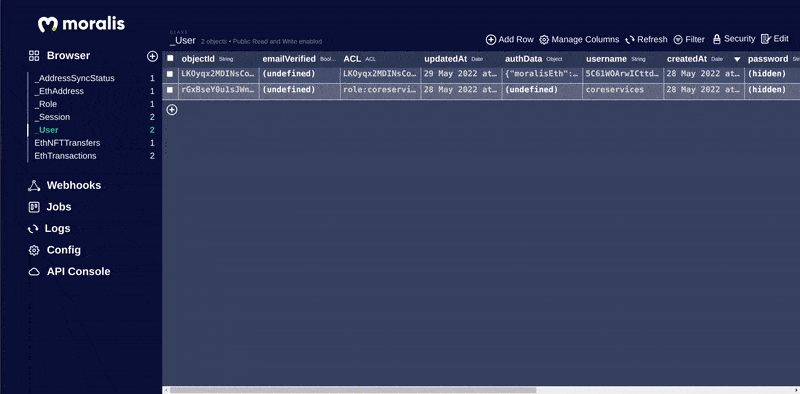 moralis
CLASS
_User 2 objects • Public Read and Write enabled
Add Row Manage Columns Refresh Filter Security Edit
Browser
_AddressSyncStatus 1
_EthAddress 1
_Role 1
_Session 2
_User 2
EthNFTTransfers 1
EthTransactions 2
Webhooks
Jobs
Logs
Config
API Console
objectId String emailVerified Bool... ACL ACL updatedAt Date authData Object username String createdAt Date password Str
LKOyqx2MDINsCo... (undefined) LKOyqx2MDINsCo... 29 May 2022 at... {"moralisEth":... 5C61WOArwICttd... 28 May 2022 at... (hidden)
rGxBseY0u1sJWn... (undefined) role:coreservi... 28 May 2022 at... (undefined) coreservices 28 May 2022 at... (hidden)